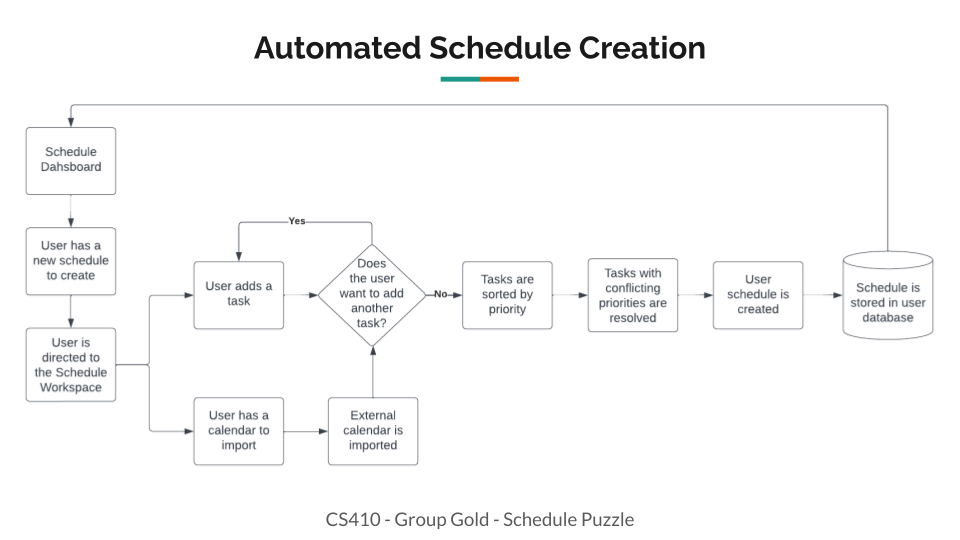 Automated Schedule Creation
Schedule
Dahsboard
User has a
new schedule
to create
User is
directed to
the Schedule
Workspace
Yes
User adds a
task
Does
the user
want to add
another
task?
No
Tasks are
sorted by
priority
Tasks with
conflicting
priorities are
resolved
User
schedule is
created
Schedule is
stored in user
database
User has a
calendar to
import
External
calendar is
imported
CS410 - Group Gold - Schedule Puzzle